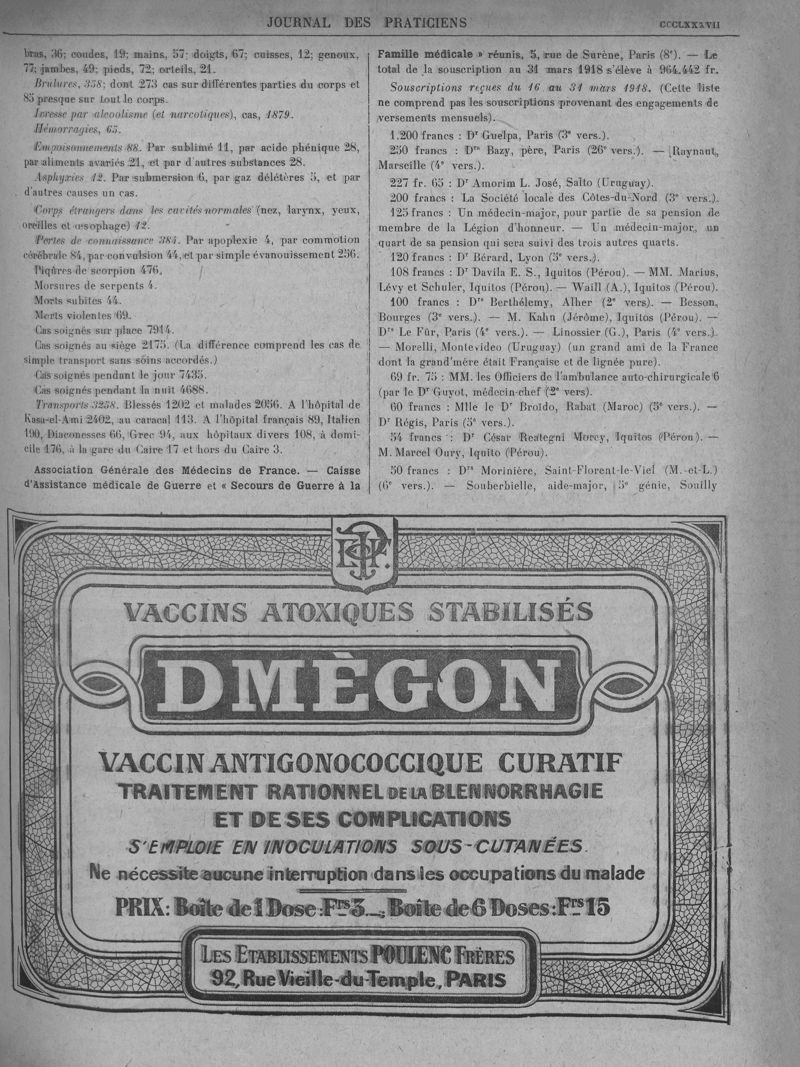 JOURNAL DES PRATICIENS
CCCLXXXVII
bras, 36; coudes, 19; mains, 57; doigts, 67; cuisses, 12; genoux,
77; jambes, 49; pieds, 72; orteils, 21.
Brulures, 358; dont 273 cas sur différentes parties du corps et
85 presque sur tout le corps.
Ivresse par alcoolisme (et narcotiques), cas, 1879.
Hémorragies, 65.
Empoisonnements 88. Par sublimé 11, par acide phénique 28,
par aliments avariés 21, et par d'autres substances 28.
Asphyxies 12. Par submersion 6, par gaz délétères 5, et par
d'autres causes un cas.
Corps étrangers dans les cavités normales (nez, larynx, yeux,
oreilles et œsophage) 12.
Pertes de connaissance 384. Par apoplexie 4, par commotion
cérébrale 84, par convulsion 44, et par simple évanouissement 256.
Piqûres de scorpion 476.
Morsures de serpents 4.
Morts subites 44.
Morts violentes 69.
Cas soignés sur place 7914.
Cas soignés au siège 2175. (La différence comprend les cas de
simple transport sans soins accordés.)
Cas soignés pendant le jour 7435.
Cas soignés pendant la nuit 4688.
Transports 3258. Blessés 1202 et malades 2056. A l'hôpital de
Kasa-el-Ami 2402, au caracal 113. A l'hôpital français 89, Italien
190, Diaconesses 66, Grec 94, aux hôpitaux divers 108, à domi-
cile 176, à la gare du Caire 17 et hors du Caire 3.
Association Générale des Médecins de France. — Caisse
d'Assistance médicale de Guerre et « Secours de Guerre à la
Famille médicale » réunis, 5, rue de Surène, Paris (8e). — Le
total de la souscription au 31 mars 1918 s'élève à 964.442 fr.
Souscriptions reçues du 16 au 31 mars 1918. (Cette liste
ne comprend pas les souscriptions provenant des engagements de
versements mensuels).
1.200 francs : Dr Guelpa, Paris (3e vers.).
250 francs : Drs Bazy, père, Paris (26e vers.). — Raynaut,
Marseille (4e vers.).
227 fr. 65 : Dr Amorim L. José, Salto (Uruguay).
200 francs : La Société locale des Côtes-du-Nord (3e vers.).
125 francs : Un médecin-major, pour partie de sa pension de
membre de la Légion d'honneur. — Un médecin-major, un
quart de sa pension qui sera suivi des trois autres quarts.
120 francs : Dr Bérard, Lyon (3e vers.).
108 francs : Dr Davila E. S., Iquitos (Pérou). — MM. Marius,
Lévy et Schuler, Iquitos (Pérou). — Waill (A.), Iquitos (Pérou).
100 francs : Drs Berthélemy, Alher (2e vers). — Besson,
Bourges (3e vers.). — M. Kahn (Jérôme), Iquitos (Pérou). —
Drs Le Fûr, Paris (4e vers.). — Linossier (G.), Paris (4e vers.).
— Morelli, Montevideo (Uruguay) (un grand ami de la France
dont la grand'mère était Française et de lignée pure).
69 fr. 75 : MM. les Officiers de l'ambulance auto-chirurgicale 6
(par le Dr Guyot, médecin-chef (2e vers).
60 francs : Mlle le Dr Broïdo, Rabat (Maroc) (5e vers.). —
Dr Régis, Paris (5e vers.).
54 francs : Dr César Reategni Morey, Iquitos (Pérou). —
M. Marcel Oury, Iquito (Pérou).
50 francs : Drs Morinière, Saint-Florent-le-Viel (M.-et-L.)
(6e vers.). — Souberbielle, aide-major, 5e génie, Souilly
VACCINS ATOXIQUES STABILISÉS
DMÈGON
VACCIN ANTIGONOCOCCIQUE CURATIF
TRAITEMENT RATIONNEL DE LA BLENNORRHAGIE
ET DE SES COMPLICATIONS
S'EMPLOIE EN INOCULATIONS SOUS-CUTANÉES.
Ne nécessite aucune interruption dans les occupations du malade
PRIX: Boîte de 1 Dose: Frs 3_; Boîte de 6 Doses: Frs 15
LES ETABLISSEMENTS POULENC FRÈRES
92, Rue Vieille-du-Temple, PARIS